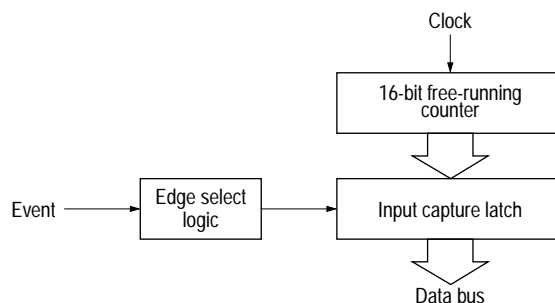 Clock
16-bit free-running
counter
Event
Edge select
logic
Input capture latch
Data bus